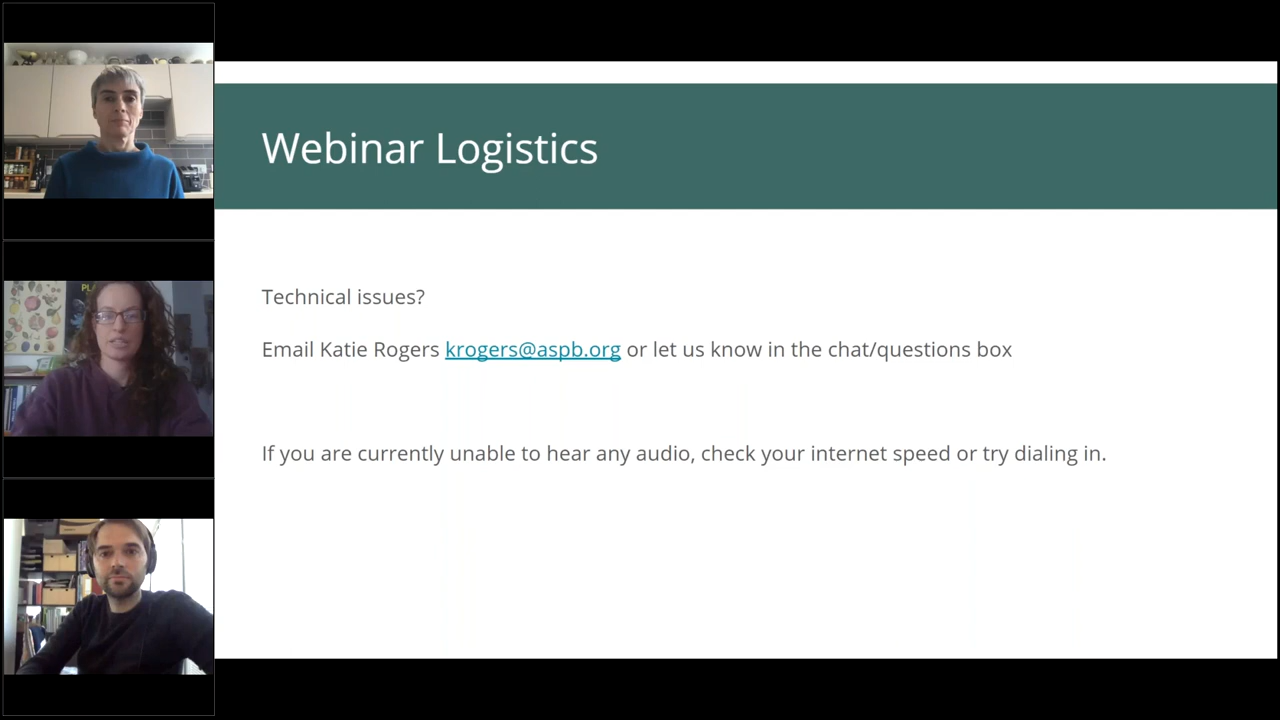 Webinar Logistics
Technical issues?
Email Katie Rogers krogers@aspb.org or let us know in the chat/questions box
If you are currently unable to hear any audio, check your internet speed or try dialing in.
PL